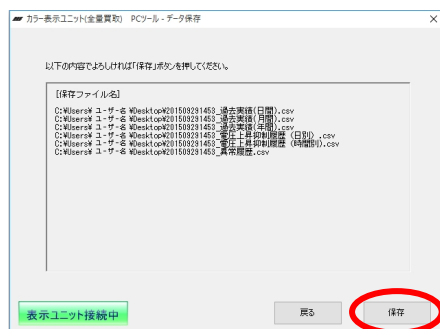 カラー表示ユニット(全量買取) PCツール - データ保存
以下の内容でよろしければ「保存」ボタンを押してください。
[保存ファイル名]
C:¥Users¥ ユーザー名 ¥Desktop¥201509291453_過去実績(日間).csv
C:¥Users¥ ユーザー名 ¥Desktop¥201509291453_過去実績(月間).csv
C:¥Users¥ ユーザー名 ¥Desktop¥201509291453_過去実績(年間).csv
C:¥Users¥ ユーザー名 ¥Desktop¥201509291453_電圧上昇抑制履歴 (日別) .csv
C:¥Users¥ ユーザー名 ¥Desktop¥201509291453_電圧上昇抑制履歴 (時間別).csv
C:¥Users¥ ユーザー名 ¥Desktop¥201509291453_異常履歴.csv
表示ユニット接続中
戻る
保存